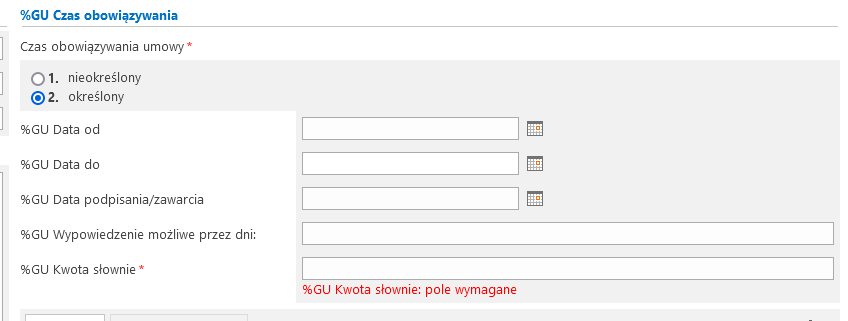 %GU Czas obowiązywania
Czas obowiązywania umowy *
1. nieokreślony
2. określony
%GU Data od
%GU Data do
%GU Data podpisania/zawarcia
%GU Wypowiedzenie możliwe przez dni:
%GU Kwota słownie *
%GU Kwota słownie: pole wymagane